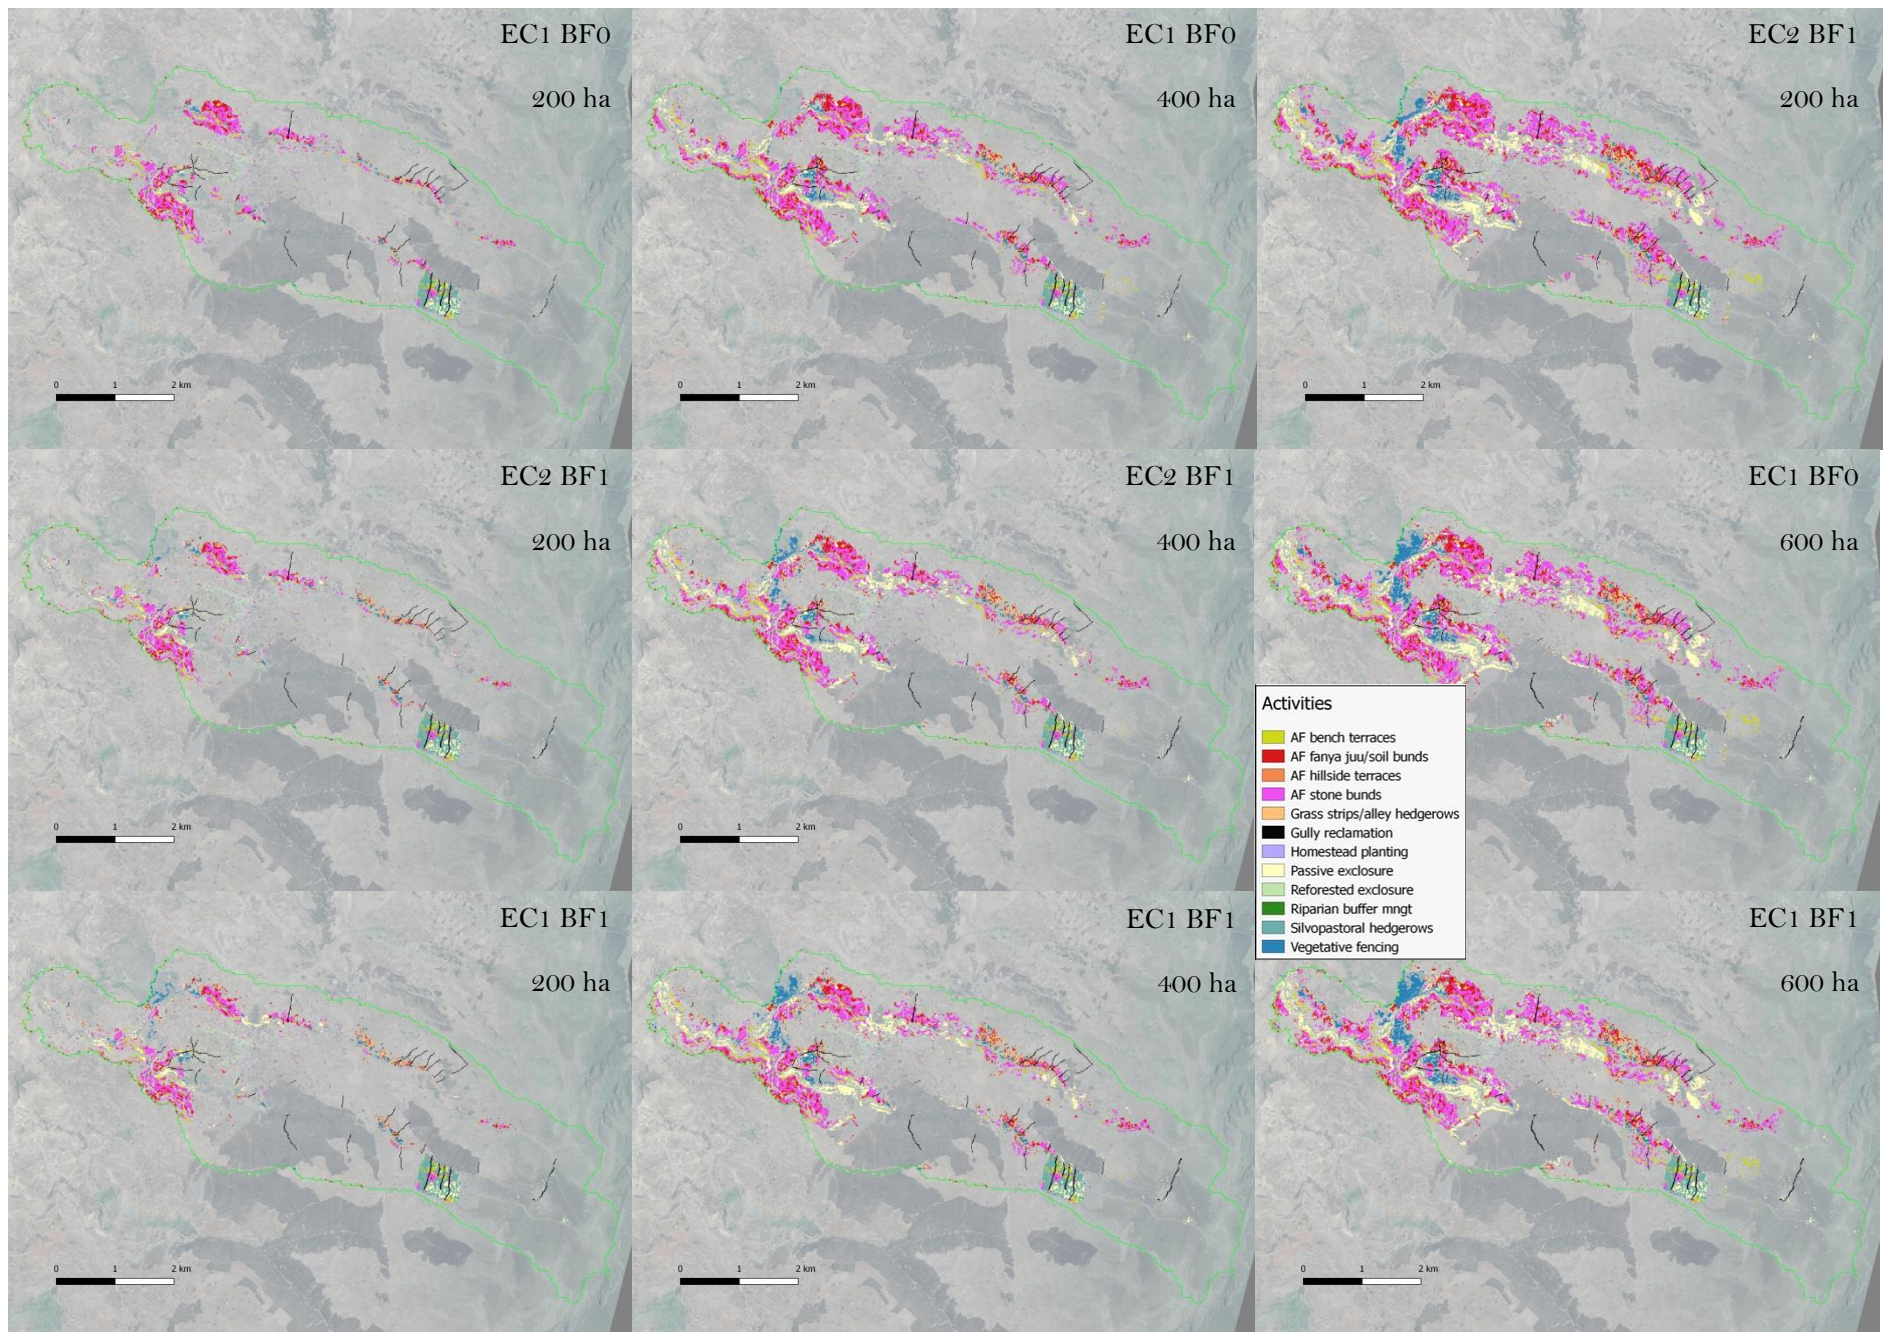 EC1 BF0
200 ha
0 1 2 km
EC1 BF0
400 ha
0 1 2 km
EC2 BF1
200 ha
0 1 2 km
EC2 BF1
200 ha
0 1 2 km
EC2 BF1
400 ha
0 1 2 km
EC1 BF0
600 ha
Activities
AF bench terraces
AF fanya juu/soil bunds
AF hillside terraces
AF stone bunds
Grass strips/alley hedgerows
Gully reclamation
Homestead planting
Passive exclosure
Reforested exclosure
Riparian buffer mngt
Silvopastoral hedgerows
Vegetative fencing
EC1 BF1
200 ha
0 1 2 km
EC1 BF1
400 ha
0 1 2 km
EC1 BF1
600 ha
0 1 2 km